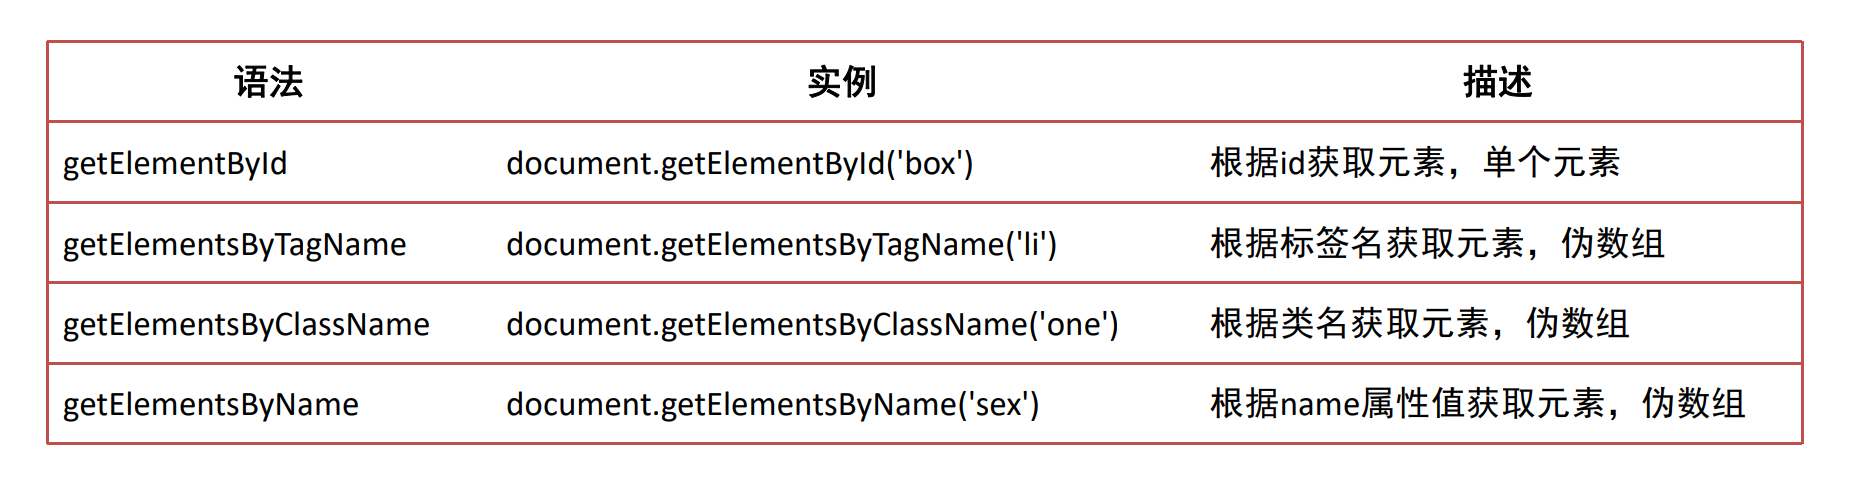 语法 实例 描述
getElementById document.getElementById('box') 根据id获取元素，单个元素
getElementsByTagName document.getElementsByTagName('li') 根据标签名获取元素，伪数组
getElementsByClassName document.getElementsByClassName('one') 根据类名获取元素，伪数组
getElementsByName document.getElementsByName('sex') 根据name属性值获取元素，伪数组